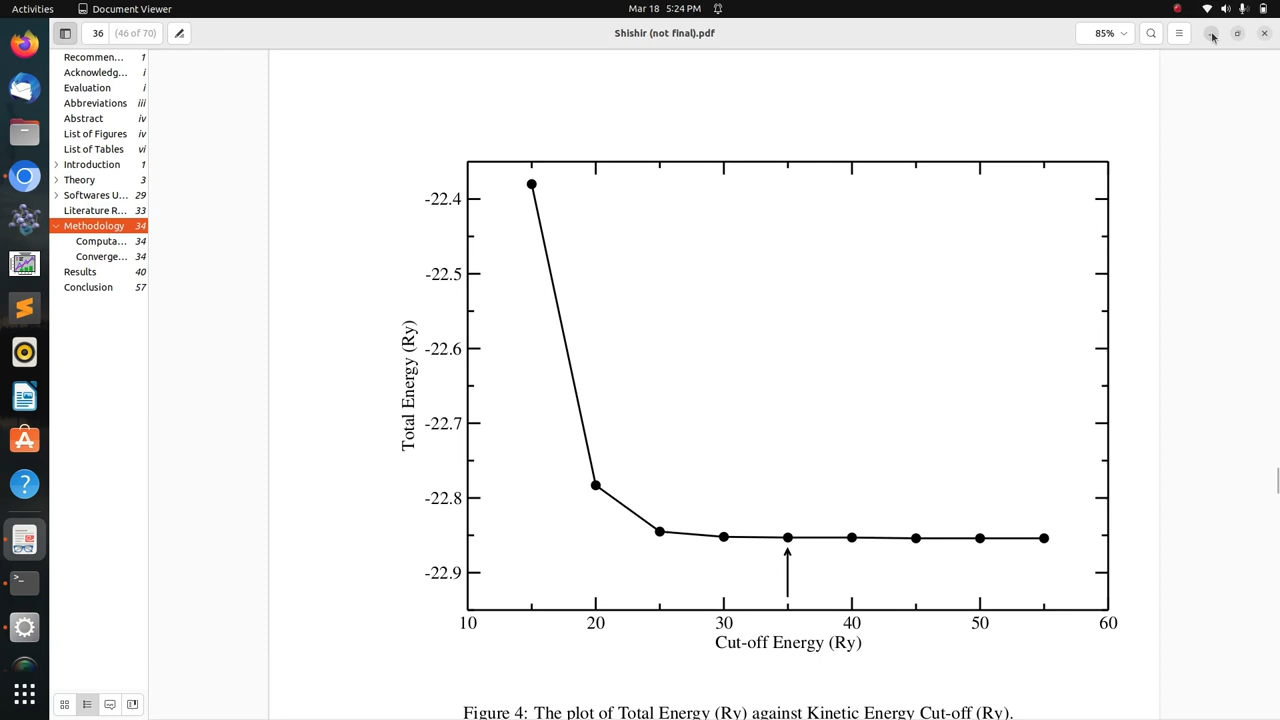 Activities Document Viewer Mar 18 5:24 PM
36 (46 of 70) Shishir (not final).pdf 85%
Recommen... 1
Acknowledg... i
Evaluation i
Abbreviations iii
Abstract iv
List of Figures iv
List of Tables vi
Introduction 1
Theory 3
Softwares U... 29
Literature R... 33
Methodology 34
Computa... 34
Converge... 34
Results 40
Conclusion 57
Total Energy (Ry)
-22.4
-22.5
-22.6
-22.7
-22.8
-22.9
10 20 30 40 50 60
Cut-off Energy (Ry)
Figure 4: The plot of Total Energy (Ry) against Kinetic Energy Cut-off (Ry).